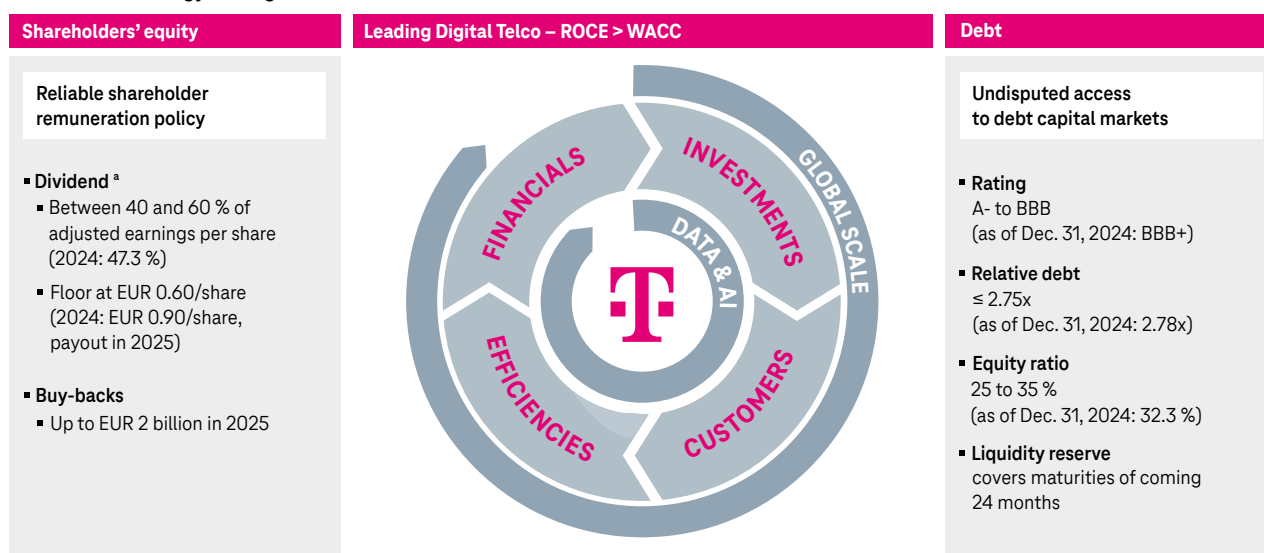 Shareholders' equity
Reliable shareholder
remuneration policy
▪ Dividend ᵃ
▪ Between 40 and 60 % of
adjusted earnings per share
(2024: 47.3 %)
▪ Floor at EUR 0.60/share
(2024: EUR 0.90/share,
payout in 2025)
▪ Buy-backs
▪ Up to EUR 2 billion in 2025
Leading Digital Telco – ROCE > WACC
FINANCIALS
INVESTMENTS
GLOBAL SCALE
DATA & AI
T
EFFICIENCIES
CUSTOMERS
Debt
Undisputed access
to debt capital markets
▪ Rating
A- to BBB
(as of Dec. 31, 2024: BBB+)
▪ Relative debt
≤ 2.75x
(as of Dec. 31, 2024: 2.78x)
▪ Equity ratio
25 to 35 %
(as of Dec. 31, 2024: 32.3 %)
▪ Liquidity reserve
covers maturities of coming
24 months